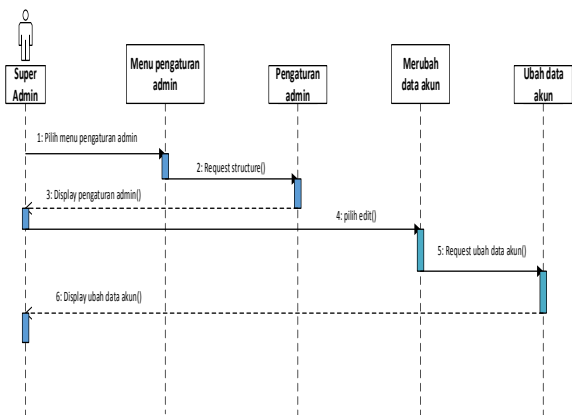 Super
Admin
Menu pengaturan
admin
Pengaturan
admin
Merubah
data akun
Ubah data
akun
1: Pilih menu pengaturan admin
2: Request structure()
3: Display pengaturan admin()
4: pilih edit()
5: Request ubah data akun()
6: Display ubah data akun()